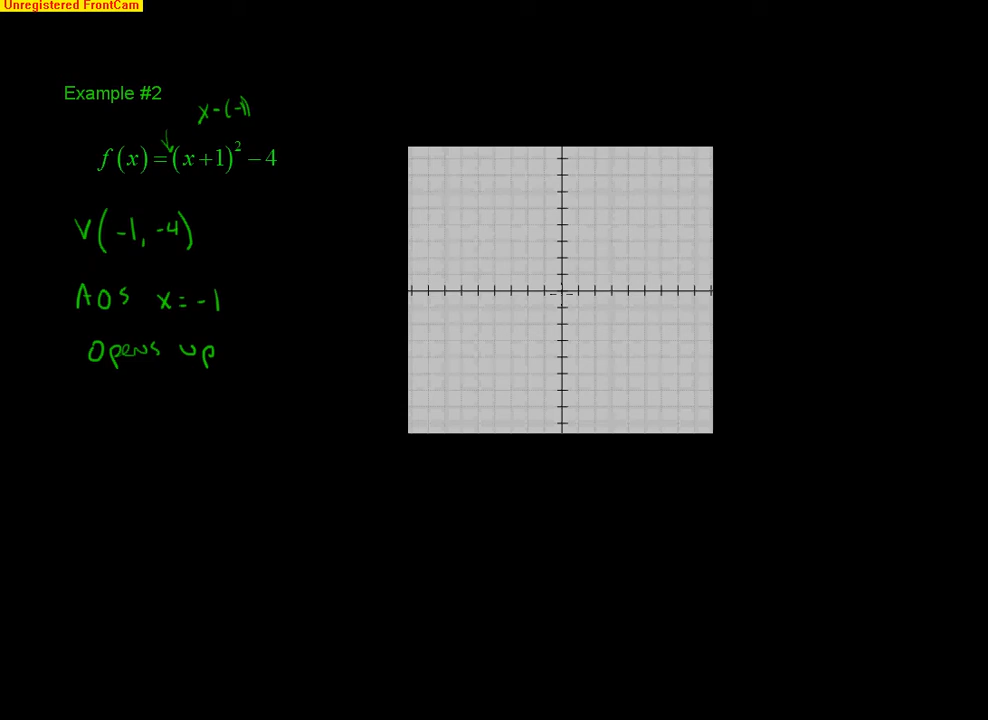 Unregistered FrontCam
Example #2
x-(-1)
f(x)=(x+1)²-4
V(-1,-4)
AOS x=-1
Opens up